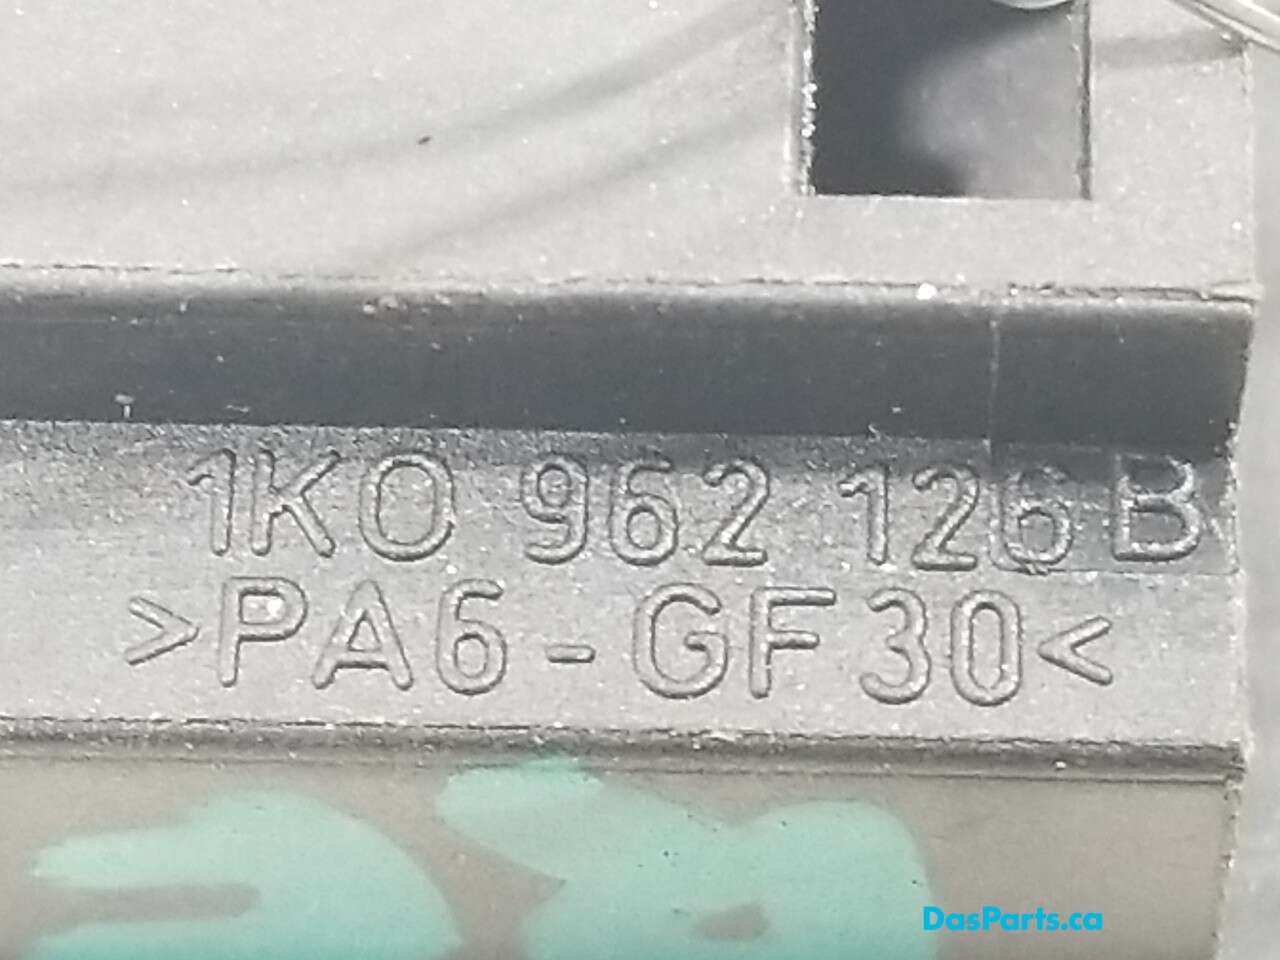 1K0 962 126 B
>PA6-GF30<
DasParts.ca